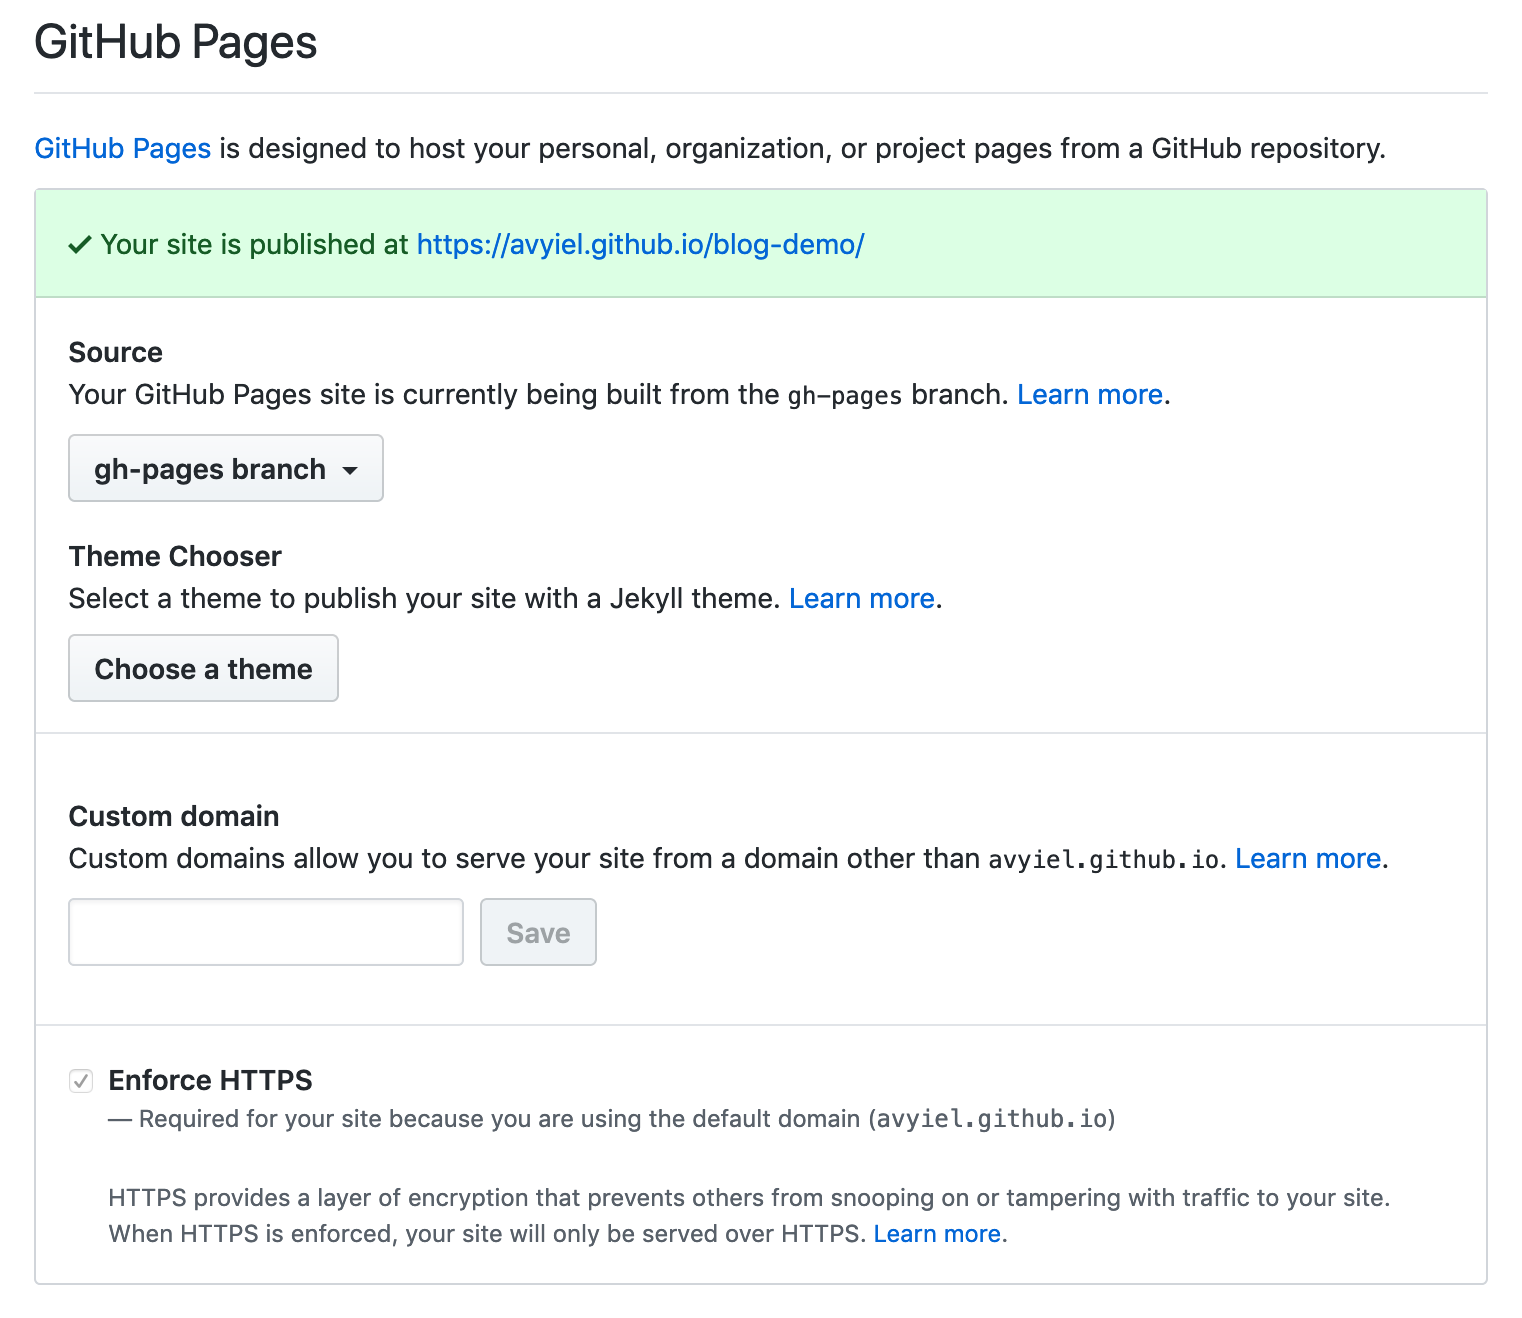 GitHub Pages
GitHub Pages is designed to host your personal, organization, or project pages from a GitHub repository.
Your site is published at https://avyiel.github.io/blog-demo/
Source
Your GitHub Pages site is currently being built from the gh-pages branch. Learn more.
gh-pages branch
Theme Chooser
Select a theme to publish your site with a Jekyll theme. Learn more.
Choose a theme
Custom domain
Custom domains allow you to serve your site from a domain other than avyiel.github.io. Learn more.
Save
Enforce HTTPS
— Required for your site because you are using the default domain (avyiel.github.io)
HTTPS provides a layer of encryption that prevents others from snooping on or tampering with traffic to your site.
When HTTPS is enforced, your site will only be served over HTTPS. Learn more.